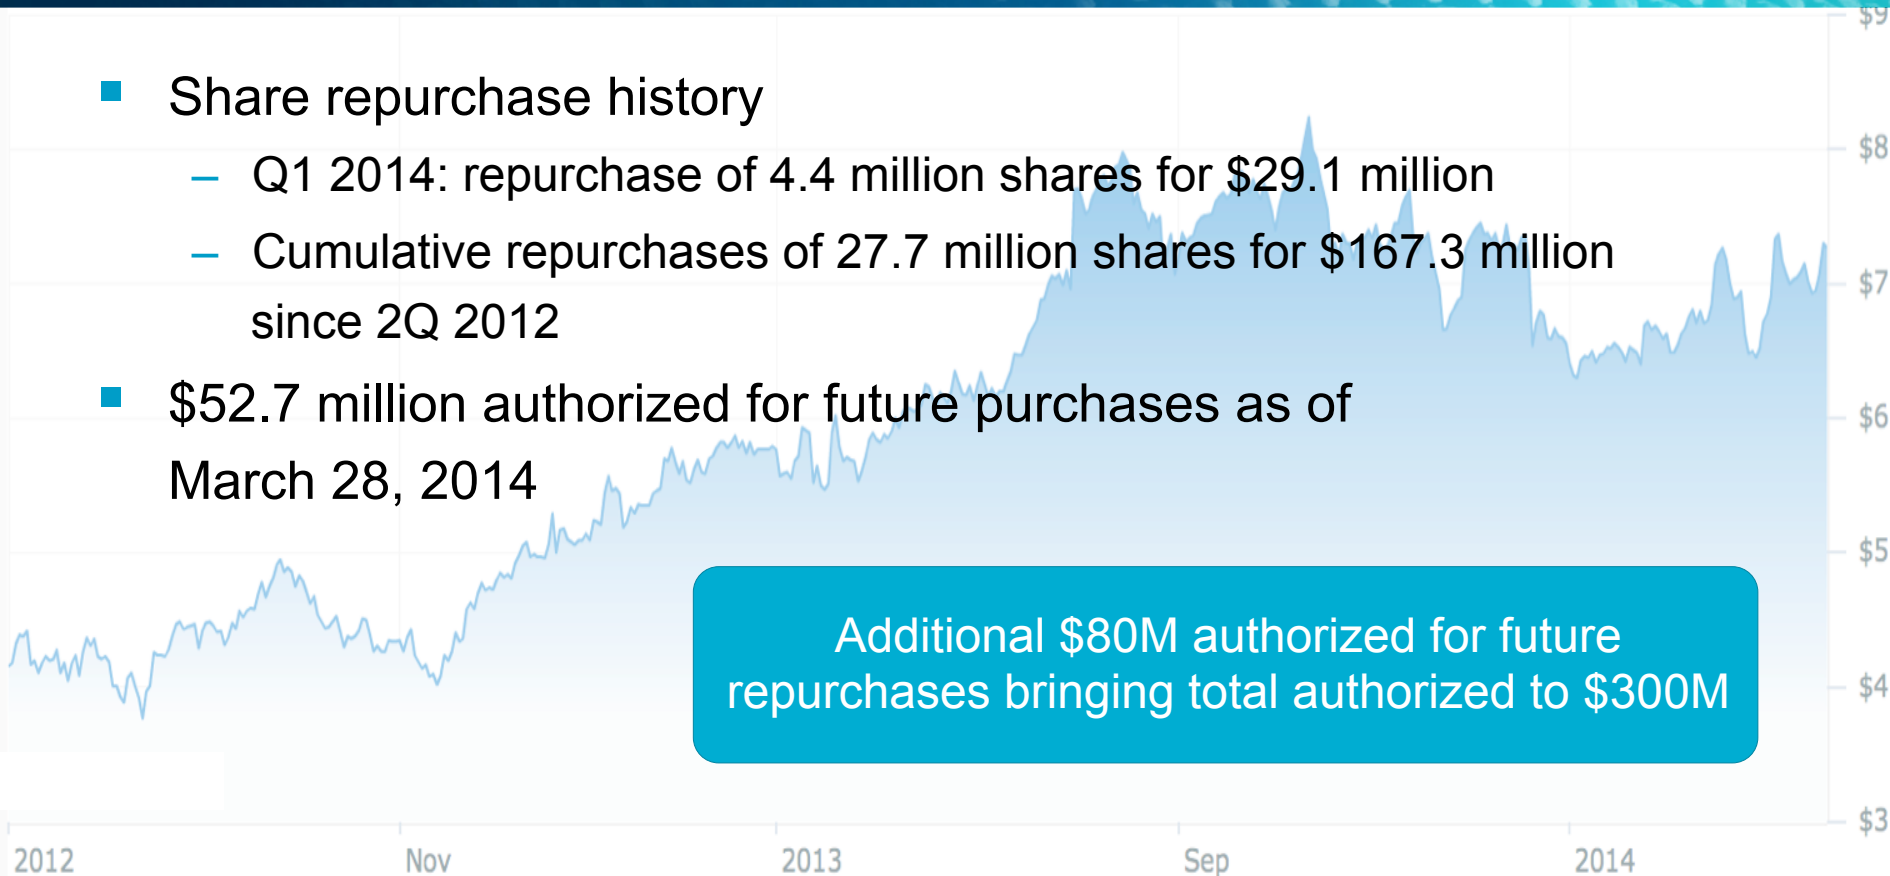 $9
▪ Share repurchase history
– Q1 2014: repurchase of 4.4 million shares for $29.1 million
$8
– Cumulative repurchases of 27.7 million shares for $167.3 million
$7
since 2Q 2012
▪ $52.7 million authorized for future purchases as of
$6
March 28, 2014
$5
Additional $80M authorized for future
repurchases bringing total authorized to $300M
$4
$3
2012 Nov 2013 Sep 2014